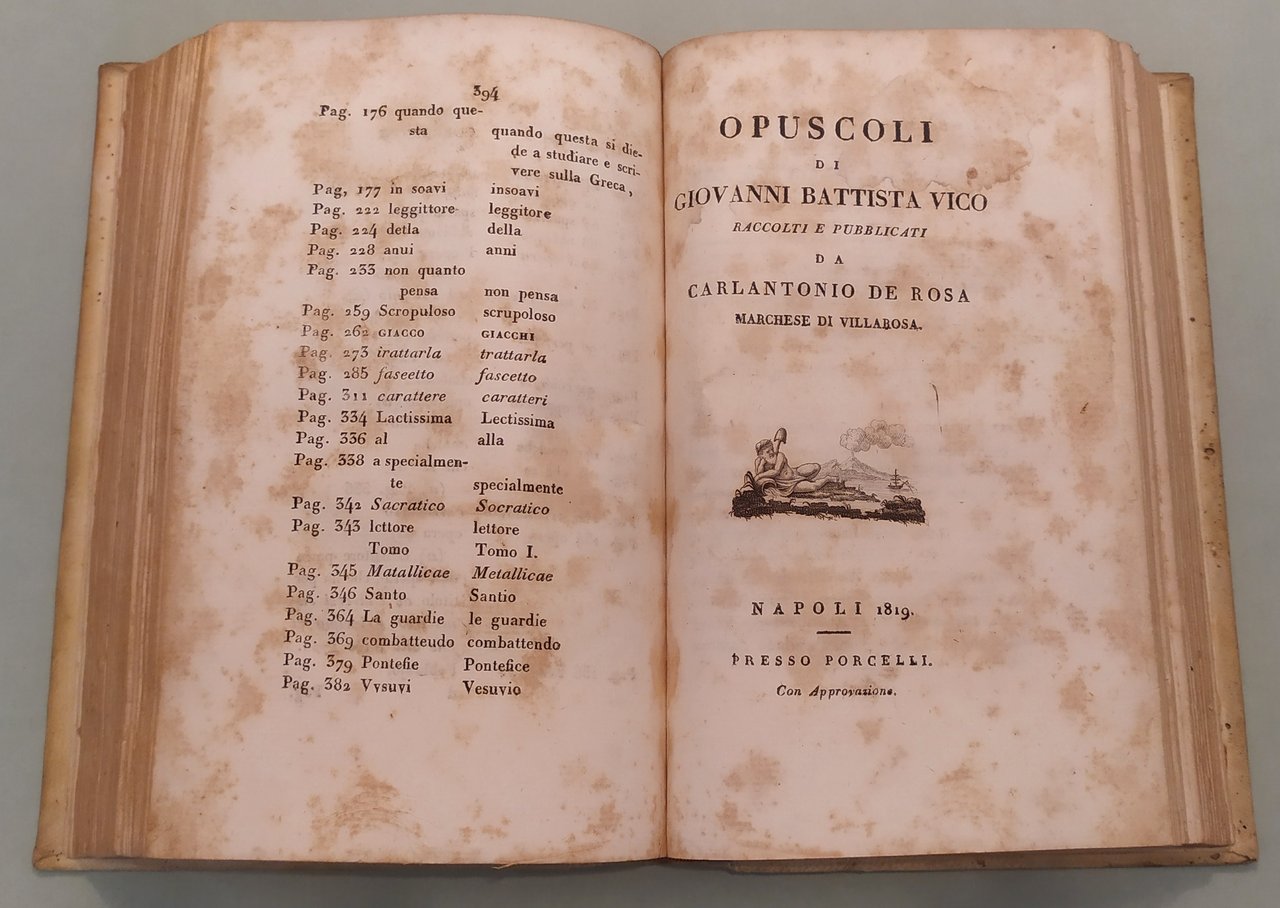 394
Pag. 176 quando que-
sta quando questa si die-
de a studiare e scri-
vere sulla Greca,
Pag, 177 in soavi insoavi
Pag. 222 leggittore leggitore
Pag. 224 detla della
Pag. 228 anui anni
Pag. 233 non quanto
pensa non pensa
Pag. 259 Scropuloso scrupoloso
Pag. 262 GIACCO GIACCHI
Pag. 273 irattarla trattarla
Pag. 285 faseetto fascetto
Pag. 311 carattere caratteri
Pag. 334 Lactissima Lectissima
Pag. 336 al alla
Pag. 338 a specialmen-
te specialmente
Pag. 342 Sacratico Socratico
Pag. 343 lcttore lettore
Tomo Tomo I.
Pag. 345 Matallicae Metallicae
Pag. 346 Santo Santio
Pag. 364 La guardie le guardie
Pag. 369 combatteudo combattendo
Pag. 379 Pontefie Pontefice
Pag. 382 Vvsuvi Vesuvio
OPUSCOLI
DI
GIOVANNI BATTISTA VICO
RACCOLTI E PUBBLICATI
DA
CARLANTONIO DE ROSA
MARCHESE DI VILLAROSA.
NAPOLI 1819.
PRESSO PORCELLI.
Con Approvazione.